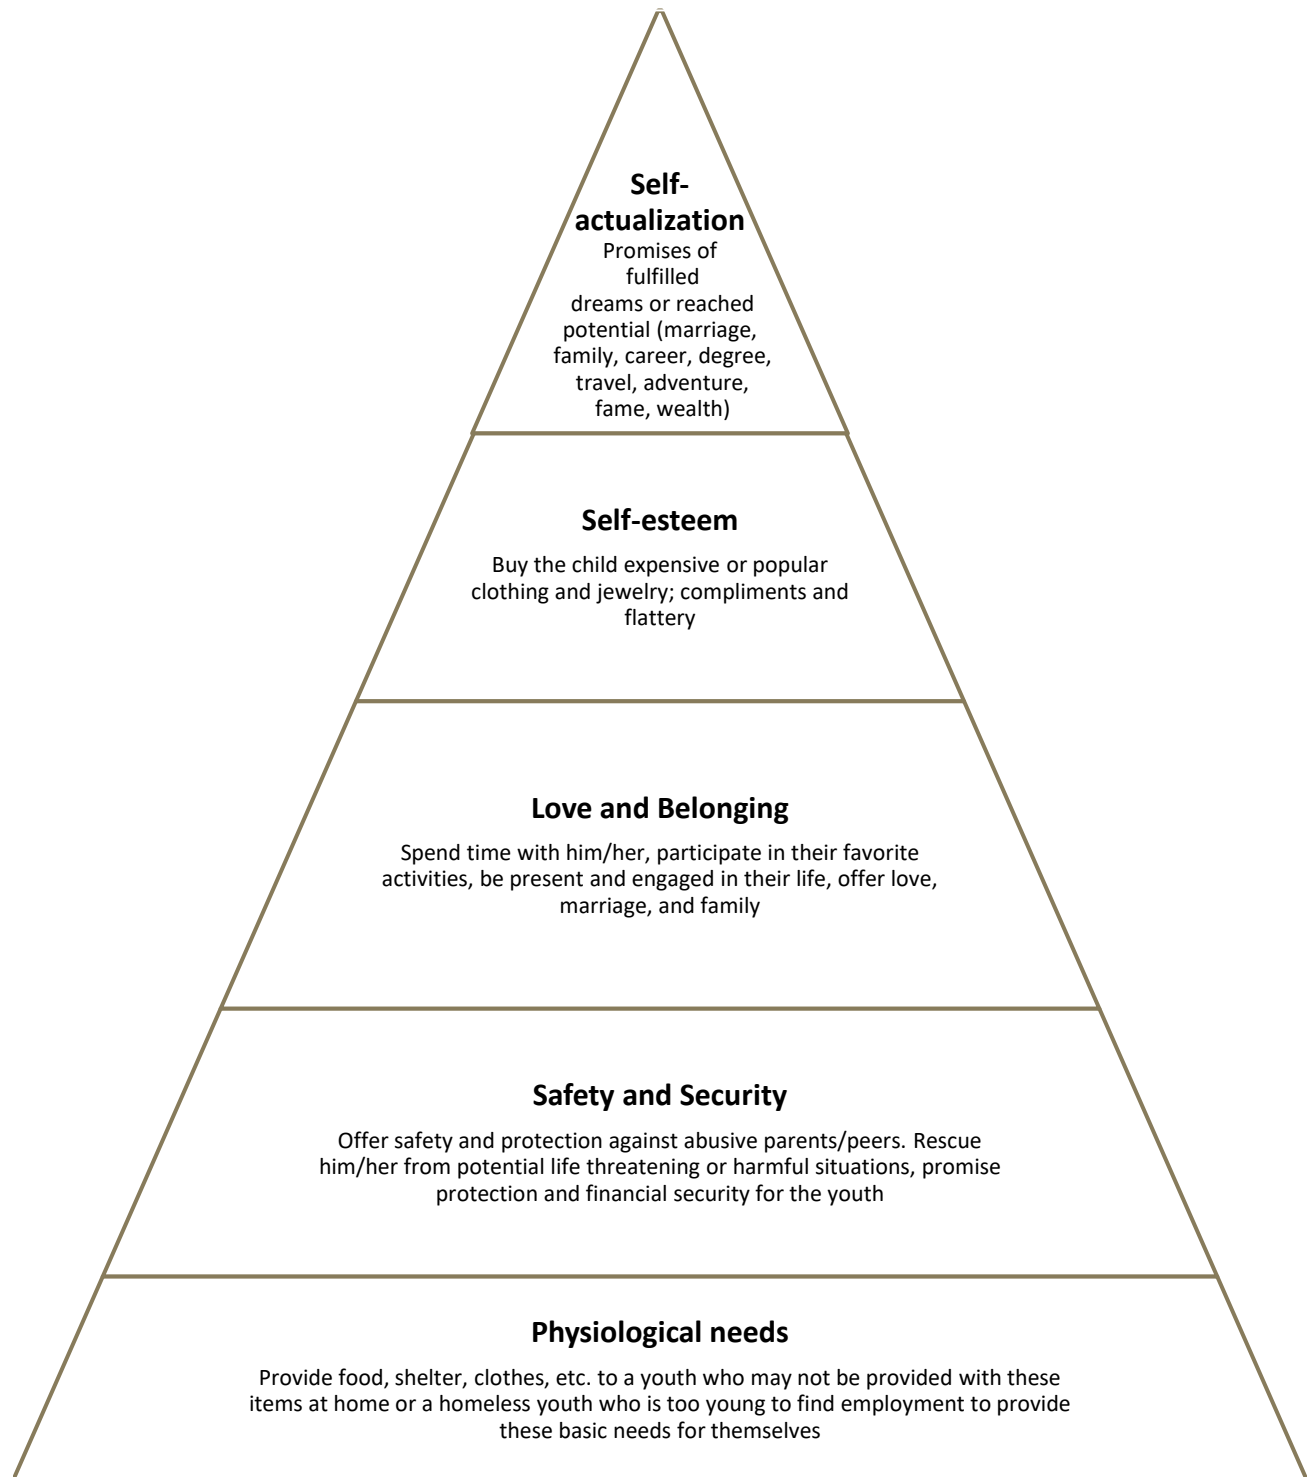 Self-
actualization
Promises of
fulfilled
dreams or reached
potential (marriage,
family, career, degree,
travel, adventure,
fame, wealth)
Self-esteem
Buy the child expensive or popular
clothing and jewelry; compliments and
flattery
Love and Belonging
Spend time with him/her, participate in their favorite
activities, be present and engaged in their life, offer love,
marriage, and family
Safety and Security
Offer safety and protection against abusive parents/peers. Rescue
him/her from potential life threatening or harmful situations, promise
protection and financial security for the youth
Physiological needs
Provide food, shelter, clothes, etc. to a youth who may not be provided with these
items at home or a homeless youth who is too young to find employment to provide
these basic needs for themselves